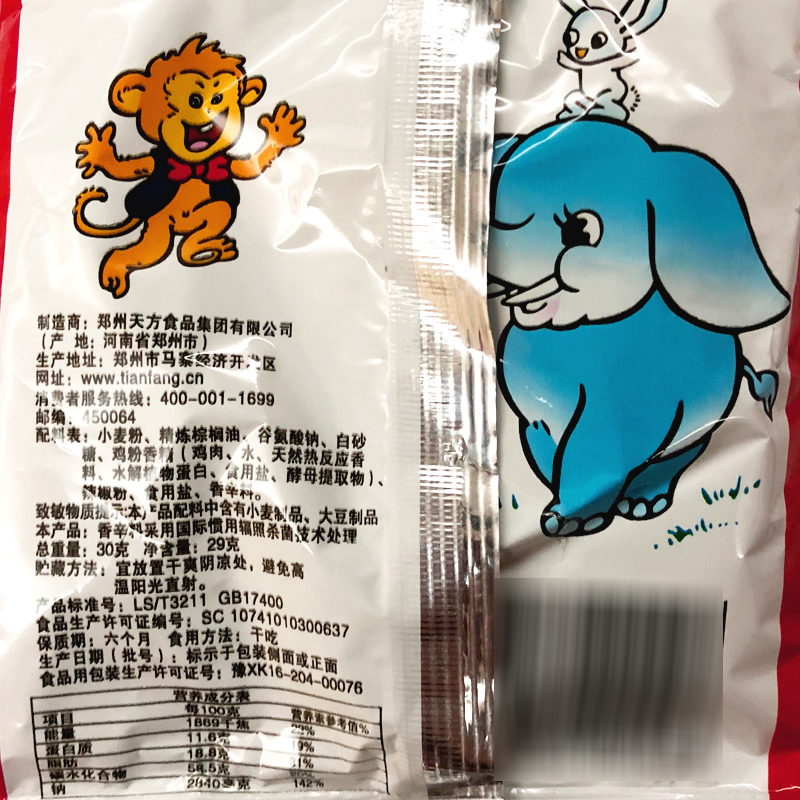 制造商：郑州天方食品集团有限公司
（产 地：河南省郑州市）
生产地址：郑州市马寨经济开发区
网址：www.tianfang.cn
消费者服务热线：400-001-1699
邮编：450064
配料表：小麦粉、精炼棕榈油、谷氨酸钠、白砂
糖、鸡粉香精（鸡肉、水、天然热反应香
料、水解植物蛋白、食用盐、酵母提取物）、
辣椒粉、食用盐、香辛料。
致敏物质提示：本产品配料中含有小麦制品、大豆制品
本产品：香辛料采用国际惯用辐照杀菌技术处理
总重量：30克 净含量：29克
贮藏方法：宜放置干爽阴凉处，避免高
温阳光直射。
产品标准号：LS/T3211 GB17400
食品生产许可证编号：SC 10741010300637
保质期：六个月 食用方法：干吃
生产日期（批号）：标示于包装侧面或正面
食品用包装生产许可证号：豫XK16-204-00076
营养成分表
项目 每100克 营养素参考值%
能量 1869千焦
蛋白质 11.6克 19%
脂肪 18.8克 31%
碳水化合物 58.5克
钠 2840毫克 142%